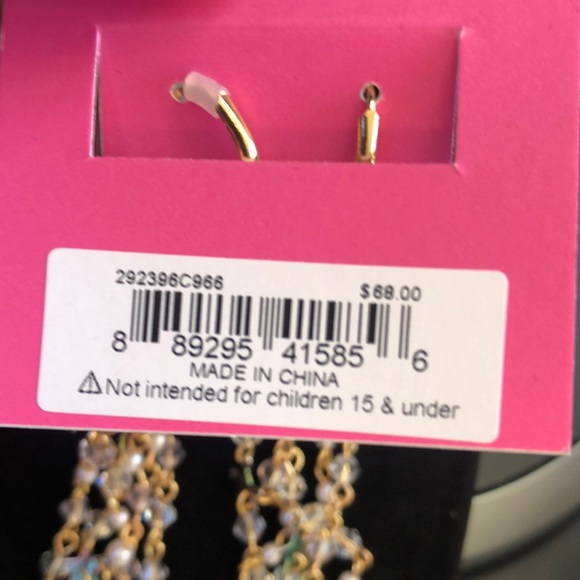 292396C966 $68.00
8 89295 41585 6
MADE IN CHINA
⚠ Not intended for children 15 & under